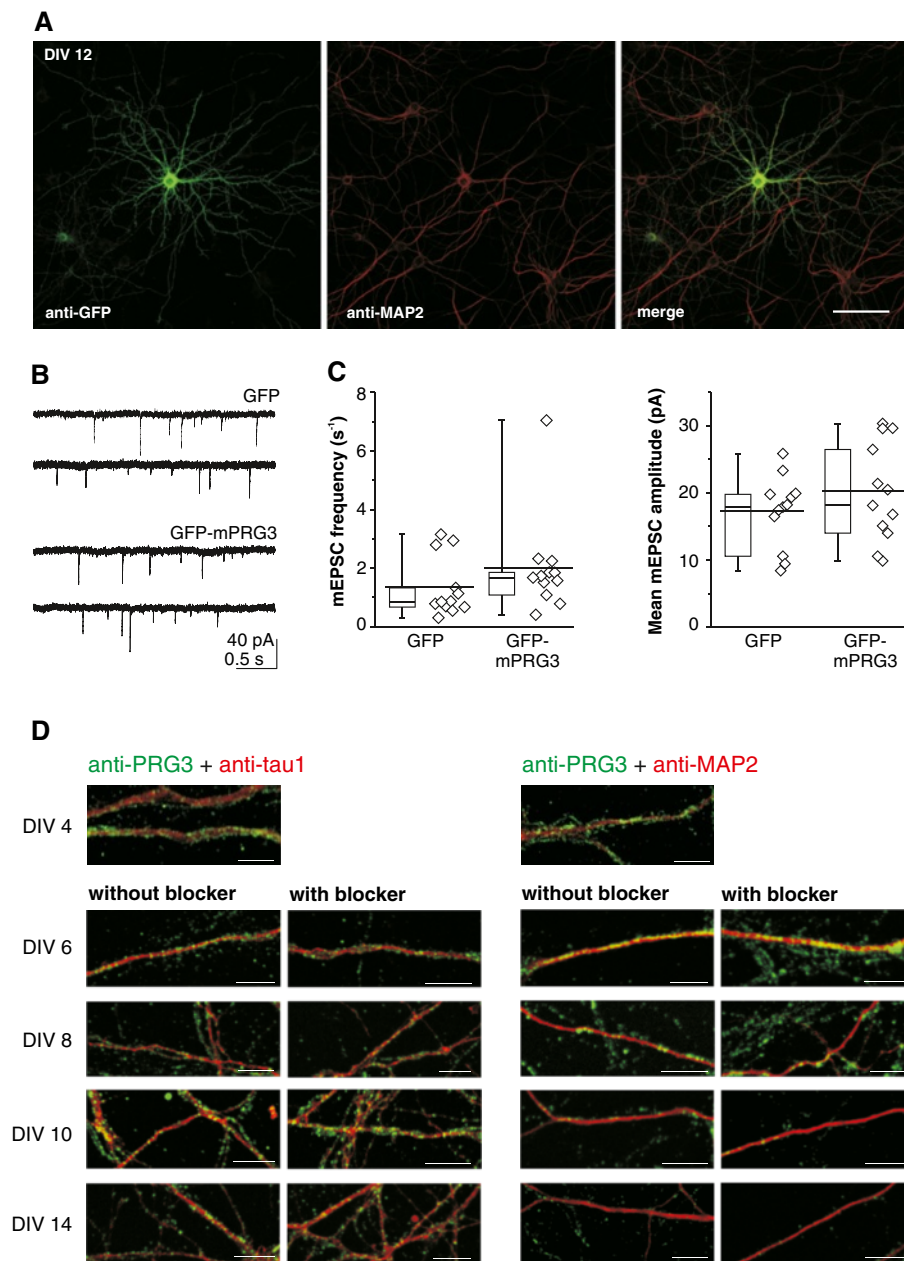 A
DIV 12
anti-GFP
anti-MAP2
merge
B
GFP
GFP-mPRG3
40 pA
0.5 s
C
mEPSC frequency (s⁻¹)
8
6
4
2
0
GFP
GFP-
mPRG3
Mean mEPSC amplitude (pA)
30
20
10
0
GFP
GFP-
mPRG3
D
anti-PRG3 + anti-tau1
anti-PRG3 + anti-MAP2
DIV 4
without blocker
with blocker
without blocker
with blocker
DIV 6
DIV 8
DIV 10
DIV 14